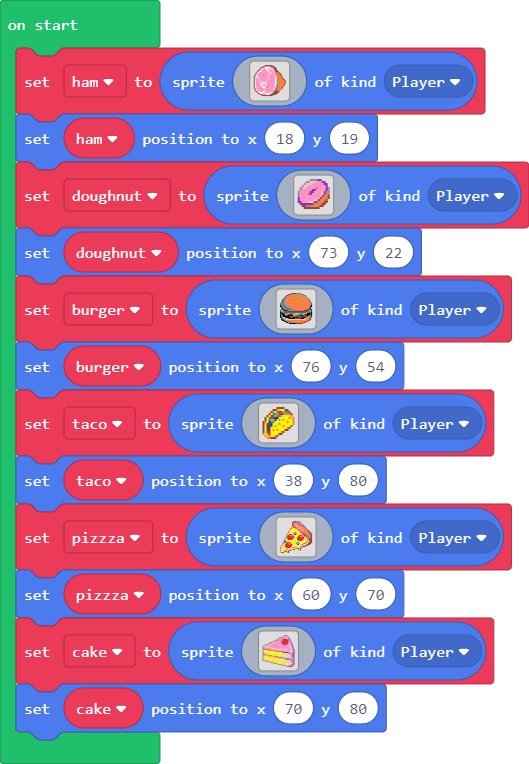 on start
set ham to sprite of kind Player
set ham position to x 18 y 19
set doughnut to sprite of kind Player
set doughnut position to x 73 y 22
set burger to sprite of kind Player
set burger position to x 76 y 54
set taco to sprite of kind Player
set taco position to x 38 y 80
set pizzza to sprite of kind Player
set pizzza position to x 60 y 70
set cake to sprite of kind Player
set cake position to x 70 y 80